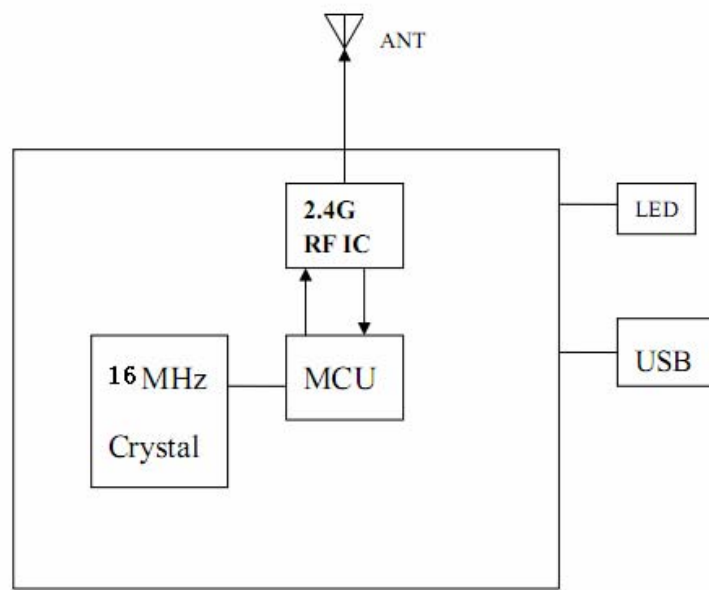 ANT
2.4G
RF IC
LED
16 MHz
Crystal
MCU
USB